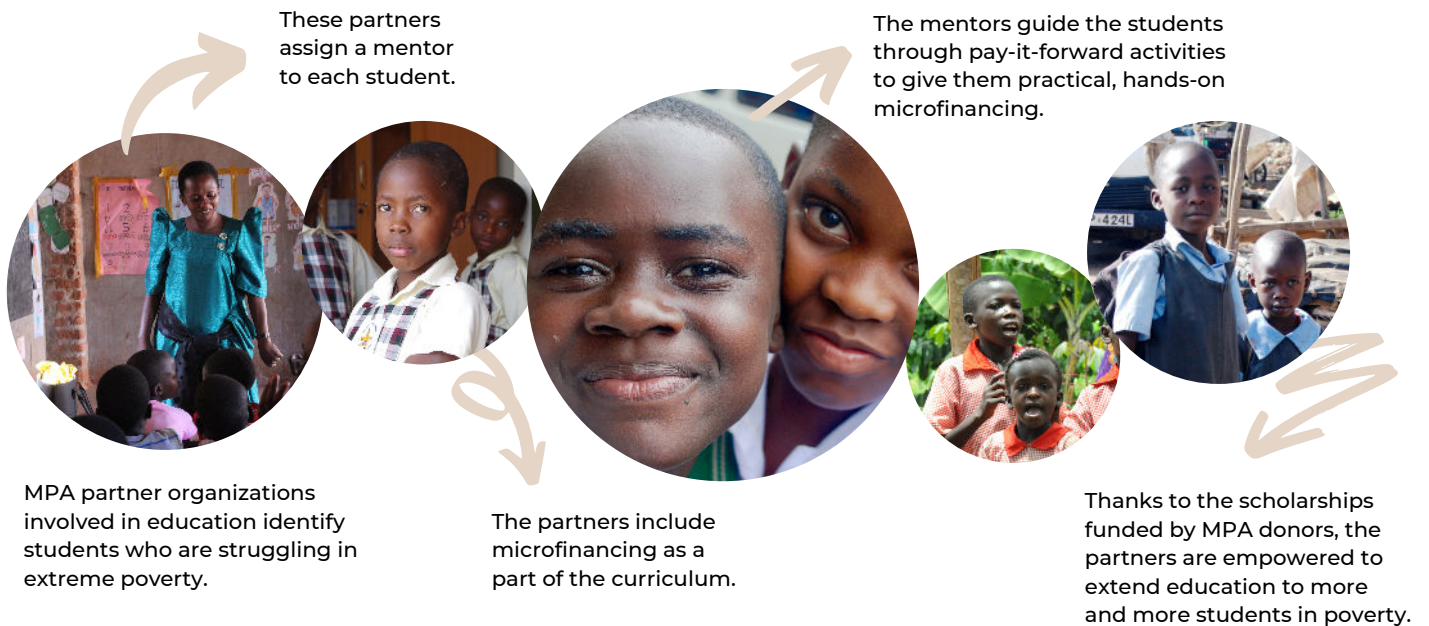 These partners
assign a mentor
to each student.
The mentors guide the students
through pay-it-forward activities
to give them practical, hands-on
microfinancing.
424L
MPA partner organizations
involved in education identify
students who are struggling in
extreme poverty.
The partners include
microfinancing as a
part of the curriculum.
Thanks to the scholarships
funded by MPA donors, the
partners are empowered to
extend education to more
and more students in poverty.